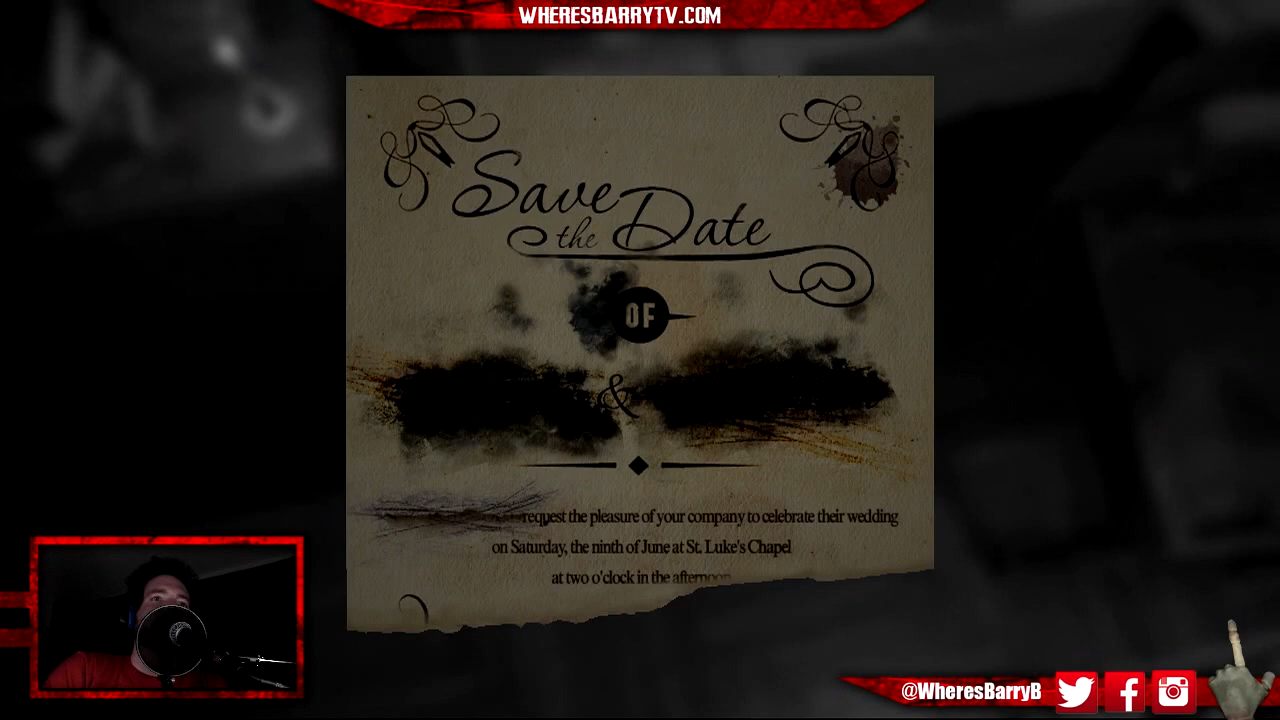 WHERESBARRYTV.COM
Save
the Date
OF
&
request the pleasure of your company to celebrate their wedding
on Saturday, the ninth of June at St. Luke's Chapel
at two o'clock in the afternoon
@WheresBarryB